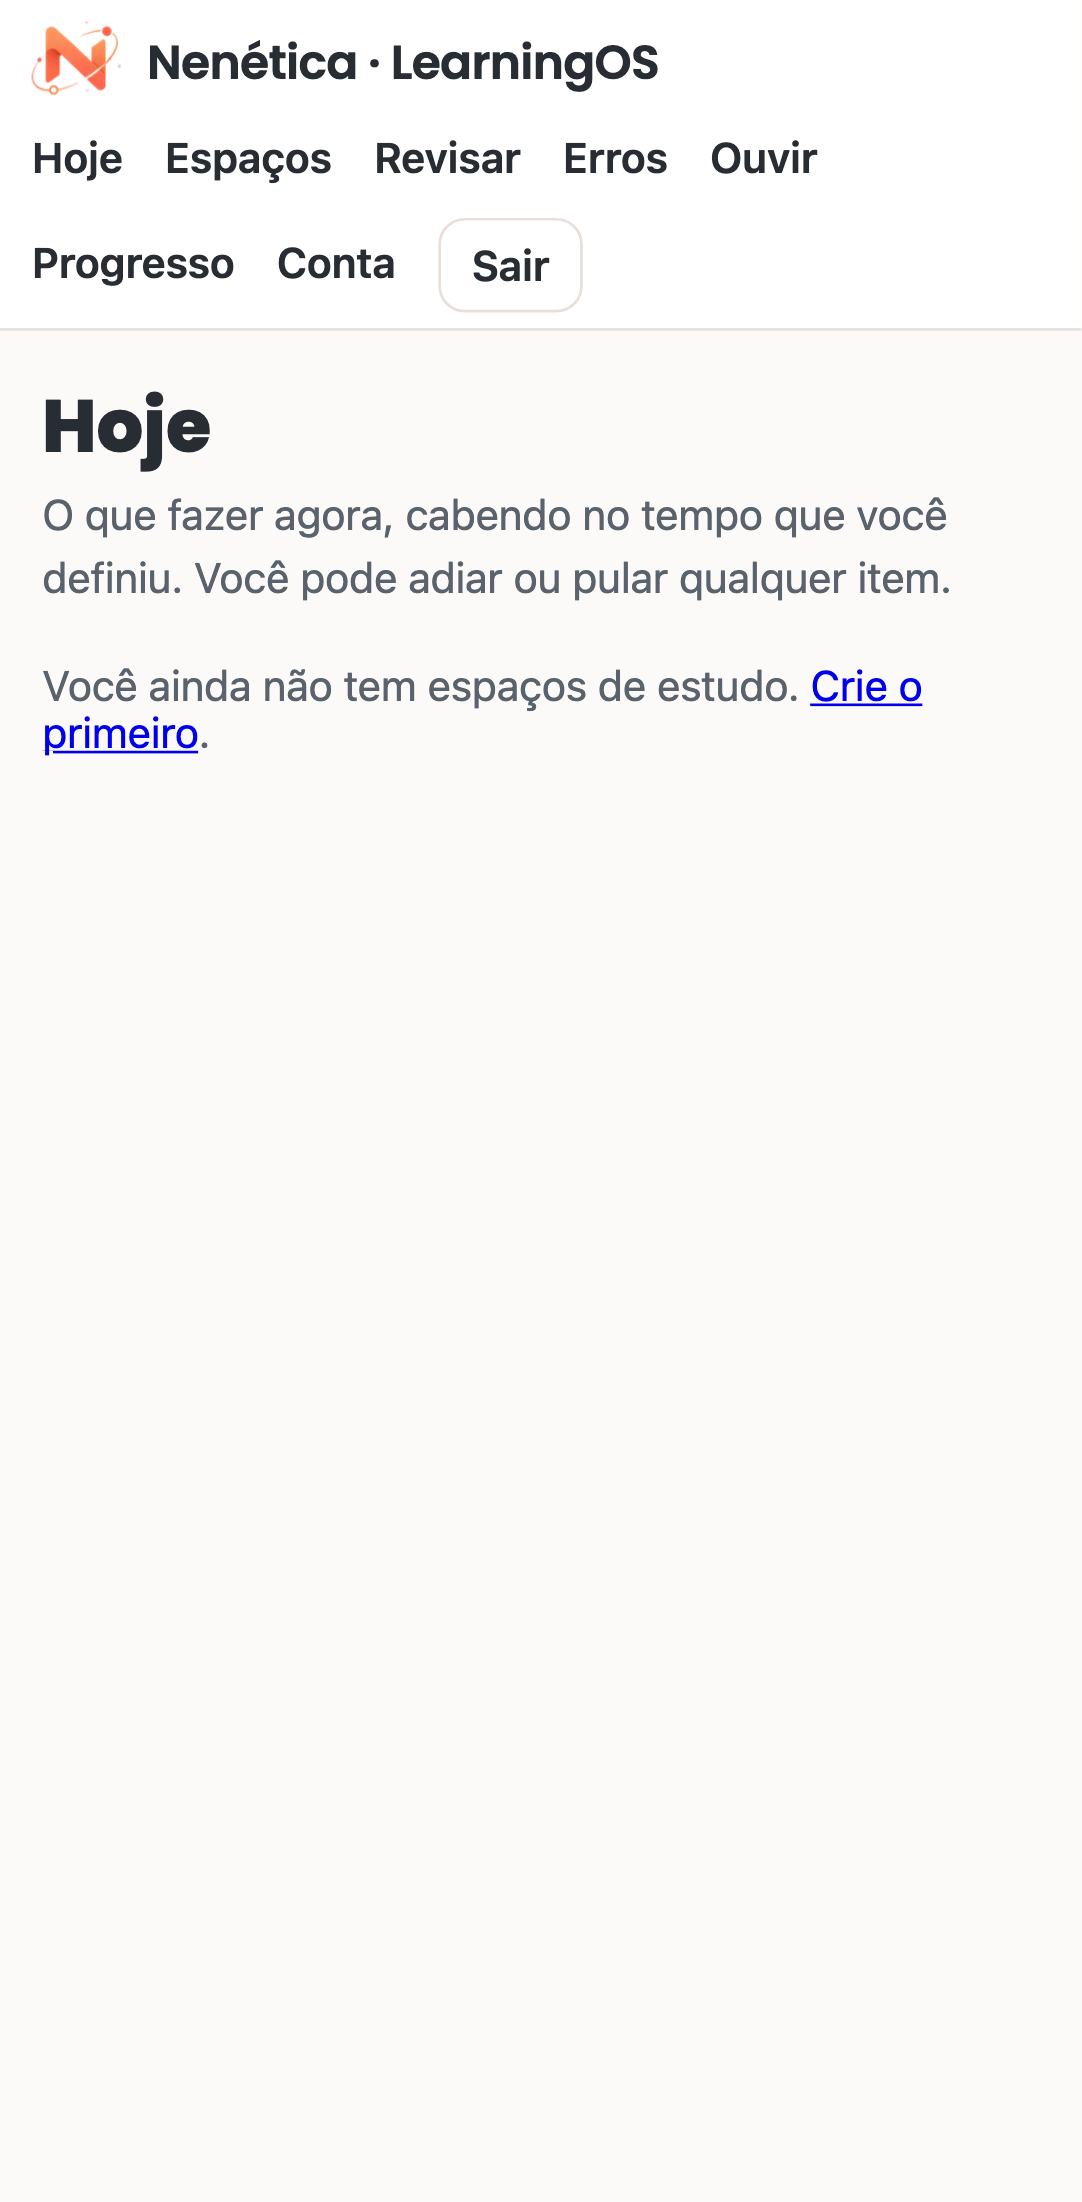 Nenética · LearningOS
Hoje Espaços Revisar Erros Ouvir
Progresso Conta Sair
Hoje
O que fazer agora, cabendo no tempo que você
definiu. Você pode adiar ou pular qualquer item.
Você ainda não tem espaços de estudo. Crie o
primeiro.